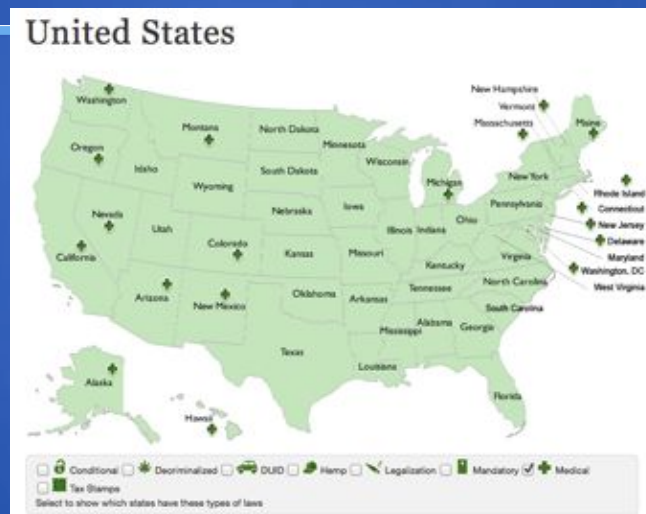 United States
New Hampshire
Washington
Vermont
Montana
North Dakota
Massachusetts
Maine
Minnesota
Oregon
Idaho
Wisconsin
South Dakota
Michigan
New York
Wyoming
Rhode Island
Connecticut
Nevada
Nebraska
Iowa
Pennsylvania
New Jersey
Utah
Illinois
Indiana
Ohio
Delaware
Colorado
Kansas
Missouri
Virginia
Maryland
California
Kentucky
Washington, DC
West Virginia
Arizona
New Mexico
Oklahoma
Arkansas
Tennessee
North Carolina
South Carolina
Mississippi
Alabama
Georgia
Texas
Louisiana
Alaska
Florida
Hawaii
Conditional Decriminalized DUID Hemp Legalization Mandatory Medical
Tax Stamps
Select to show which states have these types of laws